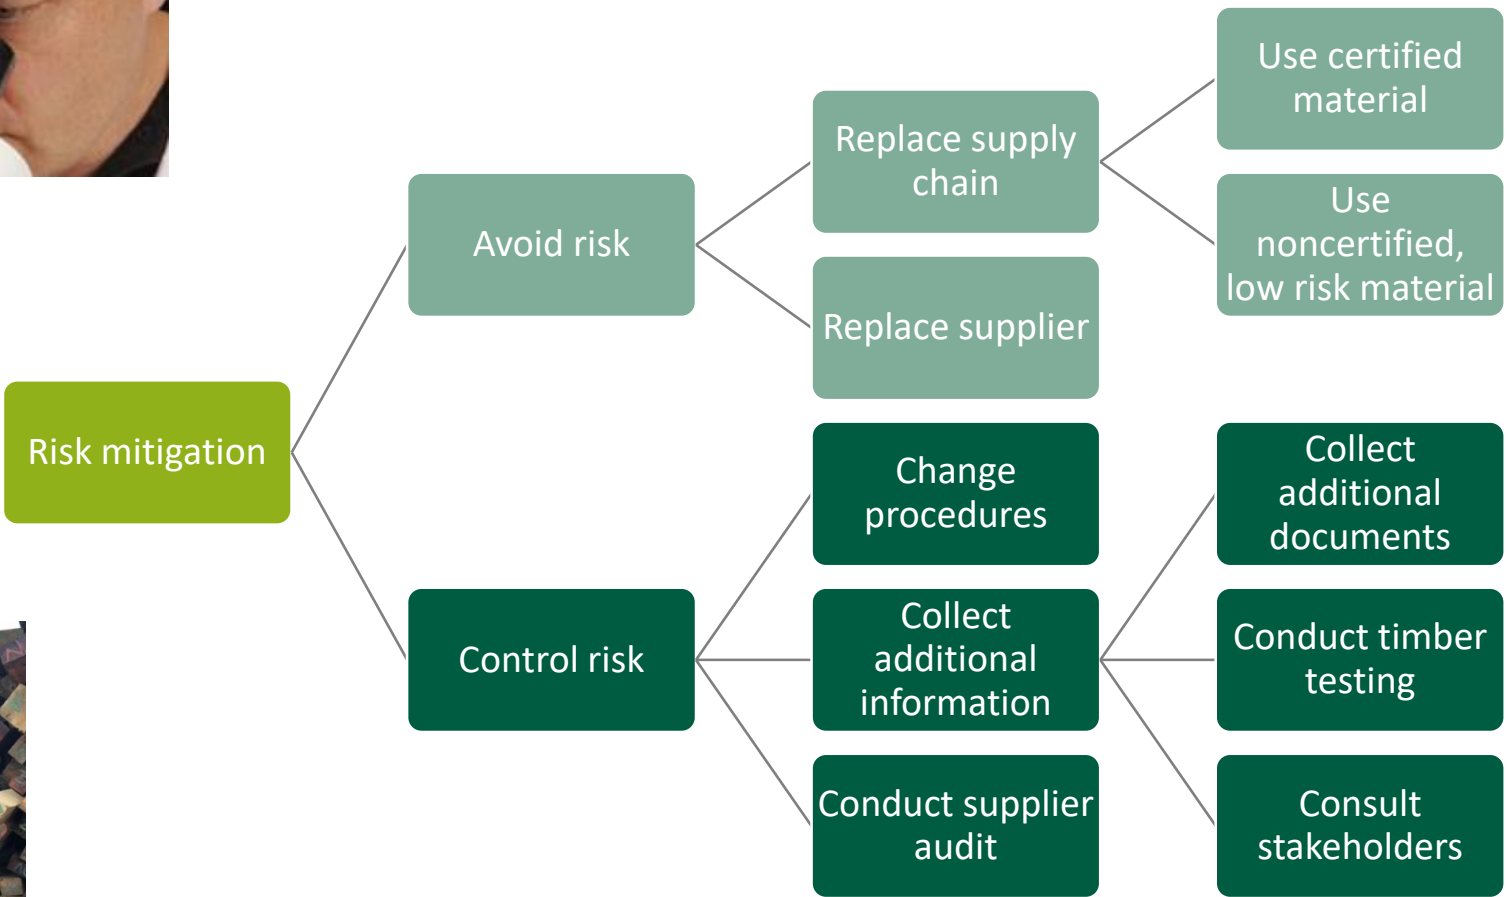 Risk mitigation
Avoid risk
Replace supply
chain
Use certified
material
Use
noncertified,
low risk material
Replace supplier
Control risk
Change
procedures
Collect
additional
information
Collect
additional
documents
Conduct timber
testing
Consult
stakeholders
Conduct supplier
audit